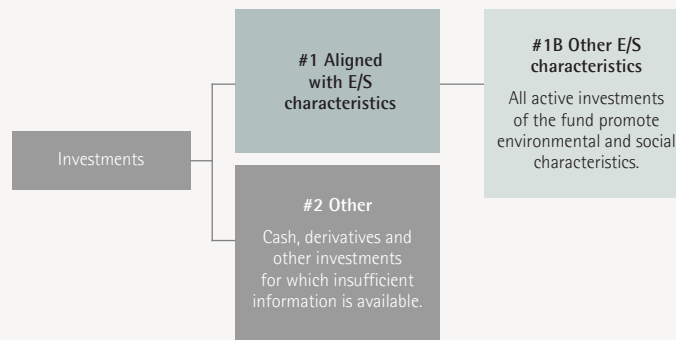 Investments
#1 Aligned
with E/S
characteristics
#1B Other E/S
characteristics
All active investments
of the fund promote
environmental and social
characteristics.
#2 Other
Cash, derivatives and
other investments
for which insufficient
information is available.